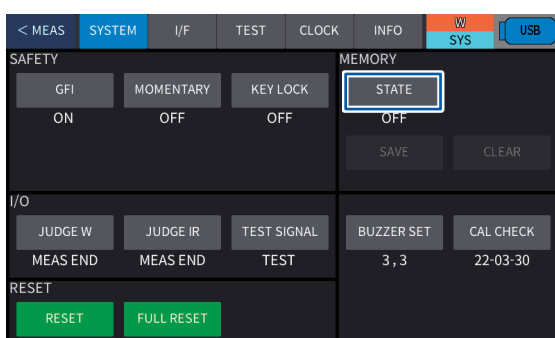 < MEAS SYSTEM I/F TEST CLOCK INFO W SYS USB
SAFETY
GFI MOMENTARY KEY LOCK
ON OFF OFF
MEMORY
STATE
OFF
SAVE CLEAR
I/O
JUDGE W JUDGE IR TEST SIGNAL
MEAS END MEAS END TEST
BUZZER SET CAL CHECK
3 , 3 22-03-30
RESET
RESET FULL RESET